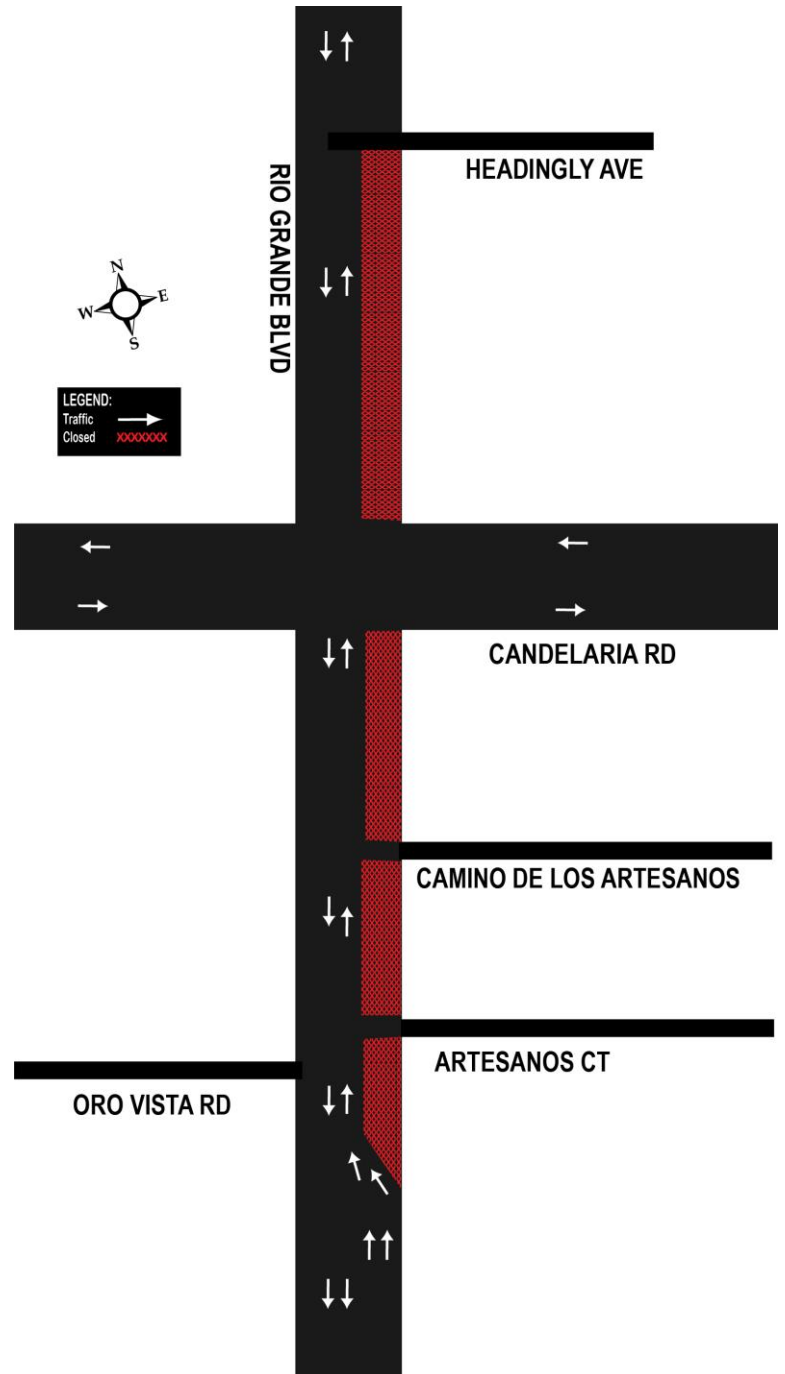 HEADINGLY AVE
RIO GRANDE BLVD
N
W E
S
LEGEND:
Traffic
Closed XXXXXXX
CANDELARIA RD
CAMINO DE LOS ARTESANOS
ARTESANOS CT
ORO VISTA RD